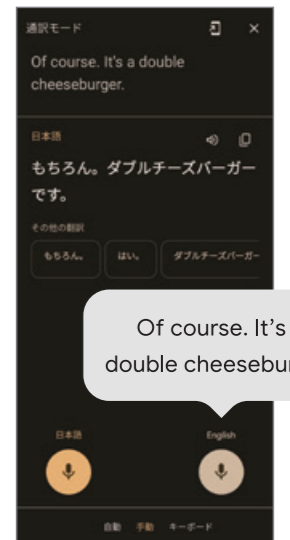 通訳モード
Of course. It's a double
cheeseburger.
日本語
もちろん。ダブルチーズバーガー
です。
その他の翻訳
もちろん。 はい。 ダブルチーズバーガー
Of course. It's
double cheesebu
日本語 English
自動 手動 キーボード